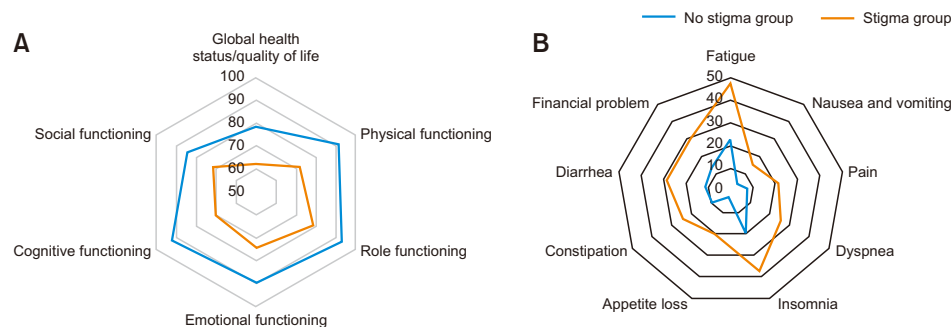 No stigma group
Stigma group
A
Global health
status/quality of life
100
90
80
70
60
50
Physical functioning
Role functioning
Emotional functioning
Cognitive functioning
Social functioning
B
Fatigue
50
40
30
20
10
0
Nausea and vomiting
Pain
Dyspnea
Insomnia
Appetite loss
Constipation
Diarrhea
Financial problem